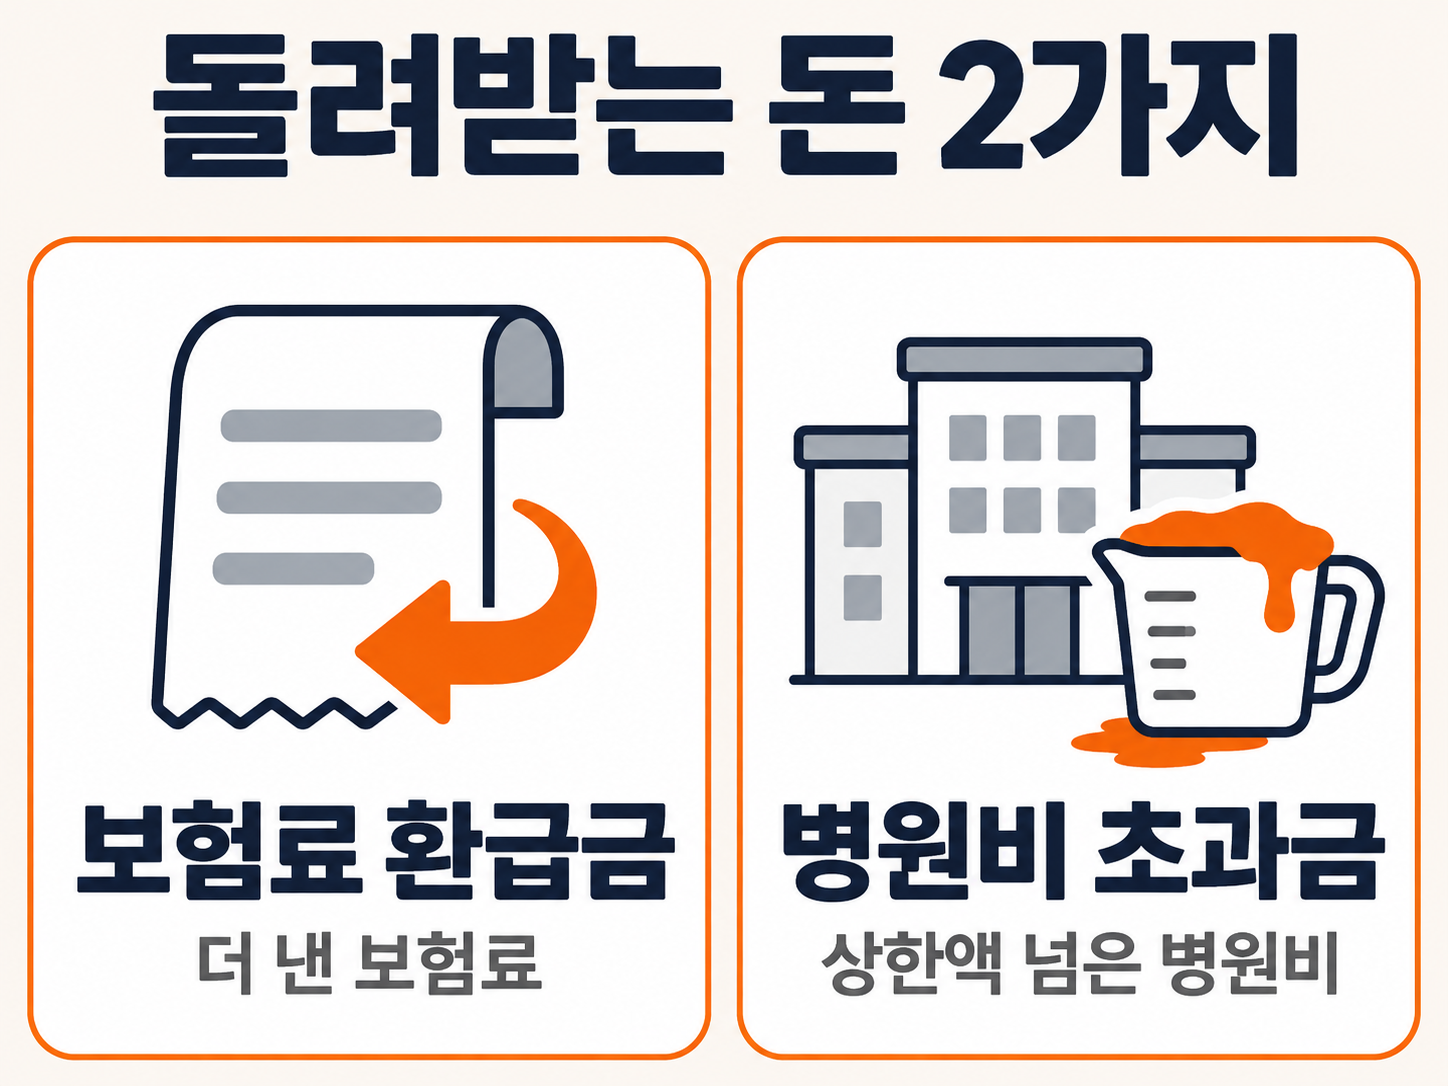 돌려받는 돈 2가지
보험료 환급금
더 낸 보험료
병원비 초과금
상한액 넘은 병원비